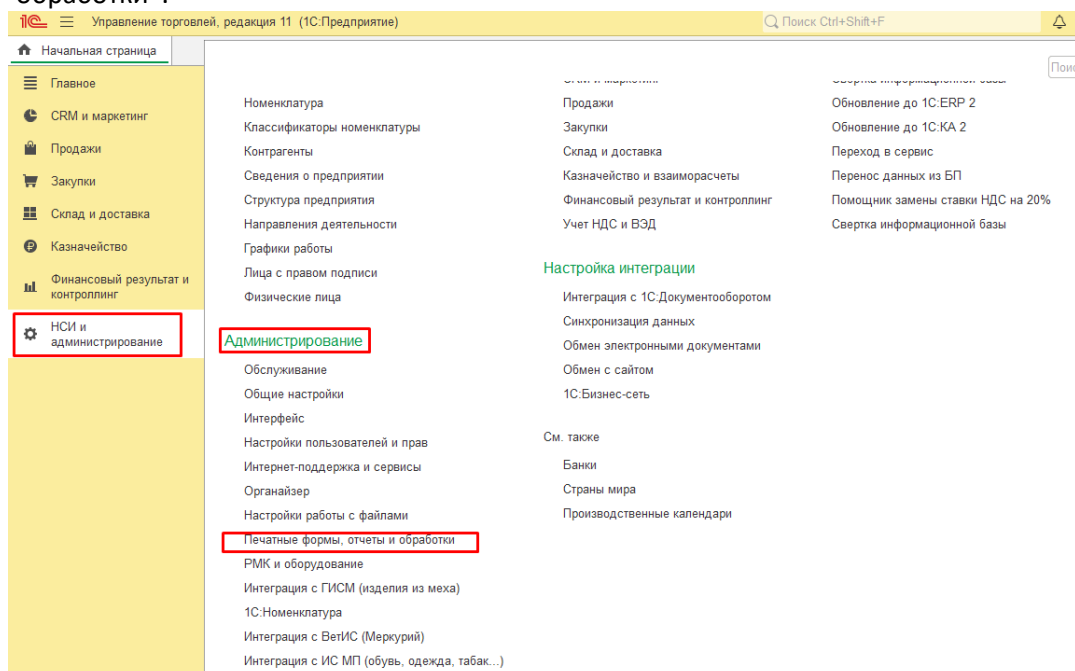 обработки".
1С Управление торговлей, редакция 11 (1С:Предприятие)
Поиск Ctrl+Shift+F
Начальная страница
Главное
CRM и маркетинг
Продажи
Закупки
Склад и доставка
Казначейство
Финансовый результат и
контроллинг
НСИ и
администрирование
Номенклатура
Классификаторы номенклатуры
Контрагенты
Сведения о предприятии
Структура предприятия
Направления деятельности
Графики работы
Лица с правом подписи
Физические лица
Администрирование
Обслуживание
Общие настройки
Интерфейс
Настройки пользователей и прав
Интернет-поддержка и сервисы
Органайзер
Настройки работы с файлами
Печатные формы, отчеты и обработки
РМК и оборудование
Интеграция с ГИСМ (изделия из меха)
1С:Номенклатура
Интеграция с ВетИС (Меркурий)
Интеграция с ИС МП (обувь, одежда, табак...)
CRM и маркетинг
Продажи
Закупки
Склад и доставка
Казначейство и взаиморасчеты
Финансовый результат и контроллинг
Учет НДС и ВЭД
Настройка интеграции
Интеграция с 1С:Документооборотом
Синхронизация данных
Обмен электронными документами
Обмен с сайтом
1С:Бизнес-сеть
См. также
Банки
Страны мира
Производственные календари
Поис
Свертка информационной базы
Обновление до 1С:ERP 2
Обновление до 1С:КА 2
Переход в сервис
Перенос данных из БП
Помощник замены ставки НДС на 20%
Свертка информационной базы